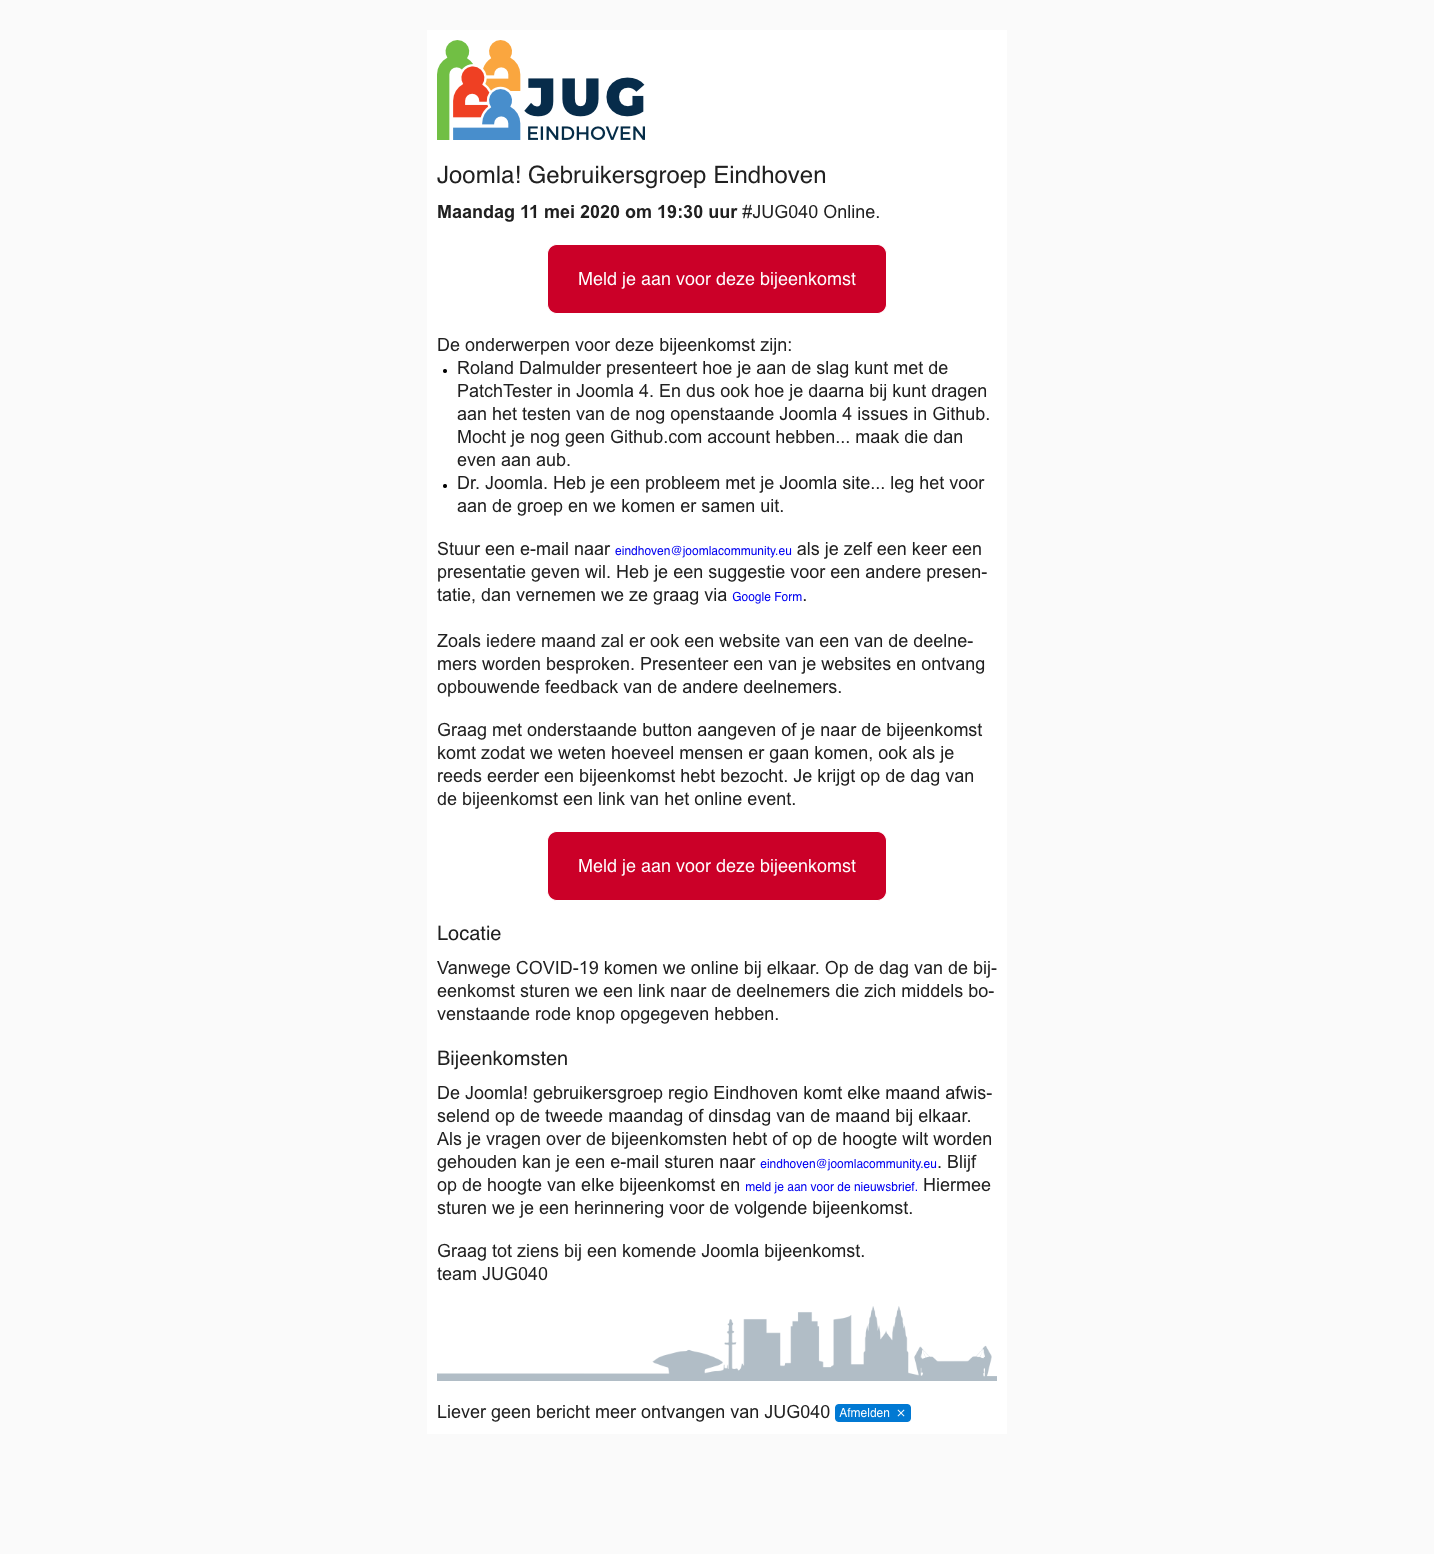 JUG
EINDHOVEN
Joomla! Gebruikersgroep Eindhoven
Maandag 11 mei 2020 om 19:30 uur #JUG040 Online.
Meld je aan voor deze bijeenkomst
De onderwerpen voor deze bijeenkomst zijn:
• Roland Dalmulder presenteert hoe je aan de slag kunt met de
PatchTester in Joomla 4. En dus ook hoe je daarna bij kunt dragen
aan het testen van de nog openstaande Joomla 4 issues in Github.
Mocht je nog geen Github.com account hebben... maak die dan
even aan aub.
• Dr. Joomla. Heb je een probleem met je Joomla site... leg het voor
aan de groep en we komen er samen uit.
Stuur een e-mail naar eindhoven@joomlacommunity.eu als je zelf een keer een
presentatie geven wil. Heb je een suggestie voor een andere presen-
tatie, dan vernemen we ze graag via Google Form.
Zoals iedere maand zal er ook een website van een van de deelne-
mers worden besproken. Presenteer een van je websites en ontvang
opbouwende feedback van de andere deelnemers.
Graag met onderstaande button aangeven of je naar de bijeenkomst
komt zodat we weten hoeveel mensen er gaan komen, ook als je
reeds eerder een bijeenkomst hebt bezocht. Je krijgt op de dag van
de bijeenkomst een link van het online event.
Meld je aan voor deze bijeenkomst
Locatie
Vanwege COVID-19 komen we online bij elkaar. Op de dag van de bij-
eenkomst sturen we een link naar de deelnemers die zich middels bo-
venstaande rode knop opgegeven hebben.
Bijeenkomsten
De Joomla! gebruikersgroep regio Eindhoven komt elke maand afwis-
selend op de tweede maandag of dinsdag van de maand bij elkaar.
Als je vragen over de bijeenkomsten hebt of op de hoogte wilt worden
gehouden kan je een e-mail sturen naar eindhoven@joomlacommunity.eu. Blijf
op de hoogte van elke bijeenkomst en meld je aan voor de nieuwsbrief. Hiermee
sturen we je een herinnering voor de volgende bijeenkomst.
Graag tot ziens bij een komende Joomla bijeenkomst.
team JUG040
Liever geen bericht meer ontvangen van JUG040 Afmelden ×